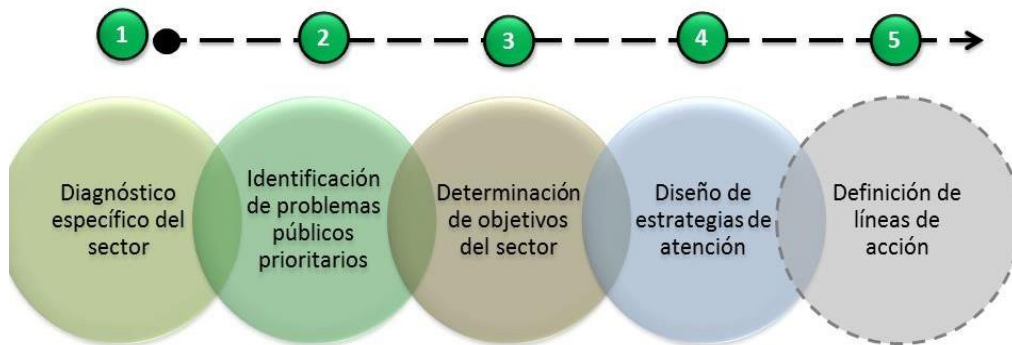 1
2
3
4
5
Diagnóstico
específico del
sector
Identificación
de problemas
públicos
prioritarios
Determinación
de objetivos
del sector
Diseño de
estrategias de
atención
Definición de
líneas de
acción